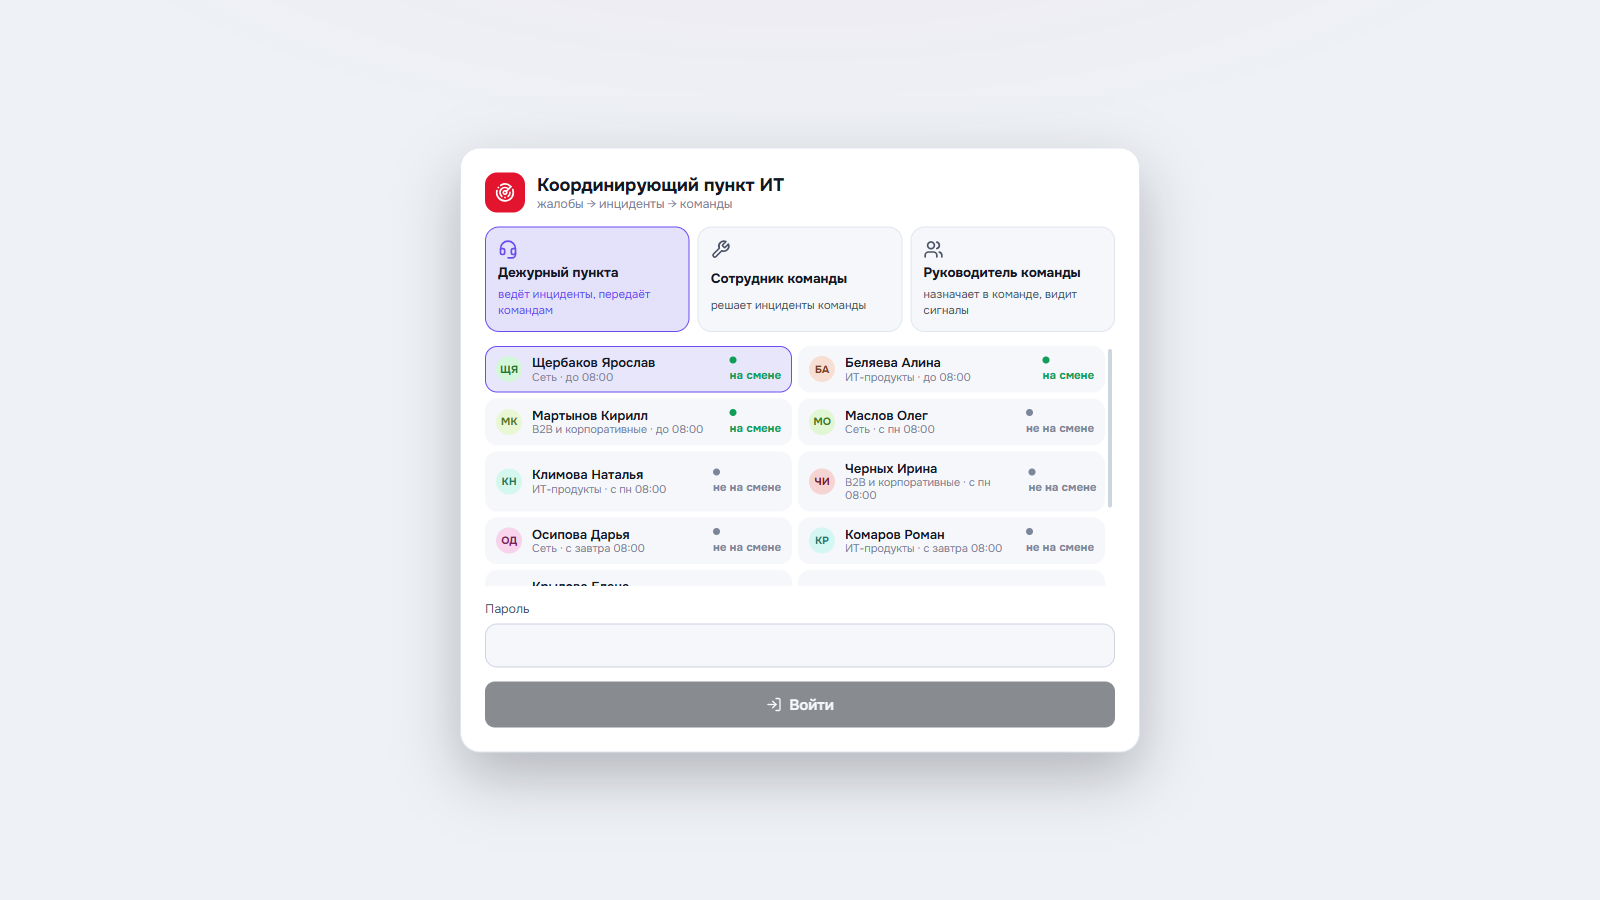 Координирующий пункт ИТ
жалобы → инциденты → команды
Дежурный пункта
ведёт инциденты, передаёт
командам
Сотрудник команды
решает инциденты команды
Руководитель команды
назначает в команде, видит
сигналы
ЩЯ
Щербаков Ярослав
Сеть · до 08:00
на смене
БА
Беляева Алина
ИТ-продукты · до 08:00
на смене
МК
Мартынов Кирилл
B2B и корпоративные · до 08:00
на смене
МО
Маслов Олег
Сеть · с пн 08:00
не на смене
КН
Климова Наталья
ИТ-продукты · с пн 08:00
не на смене
ЧИ
Черных Ирина
B2B и корпоративные · с пн
08:00
не на смене
ОД
Осипова Дарья
Сеть · с завтра 08:00
не на смене
КР
Комаров Роман
ИТ-продукты · с завтра 08:00
не на смене
Пароль
Войти